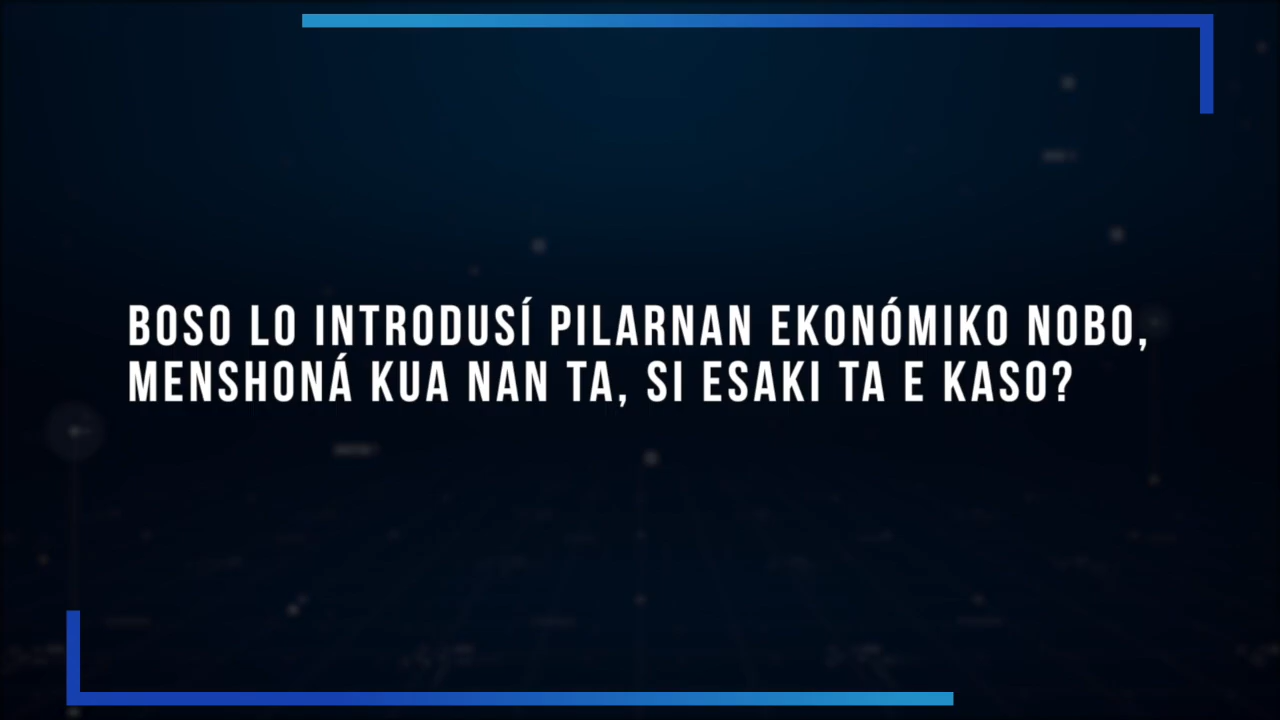 BOSO LO INTRODUSÍ PILARNAN EKONÓMIKO NOBO,
MENSHONÁ KUA NAN TA, SI ESAKI TA E KASO?